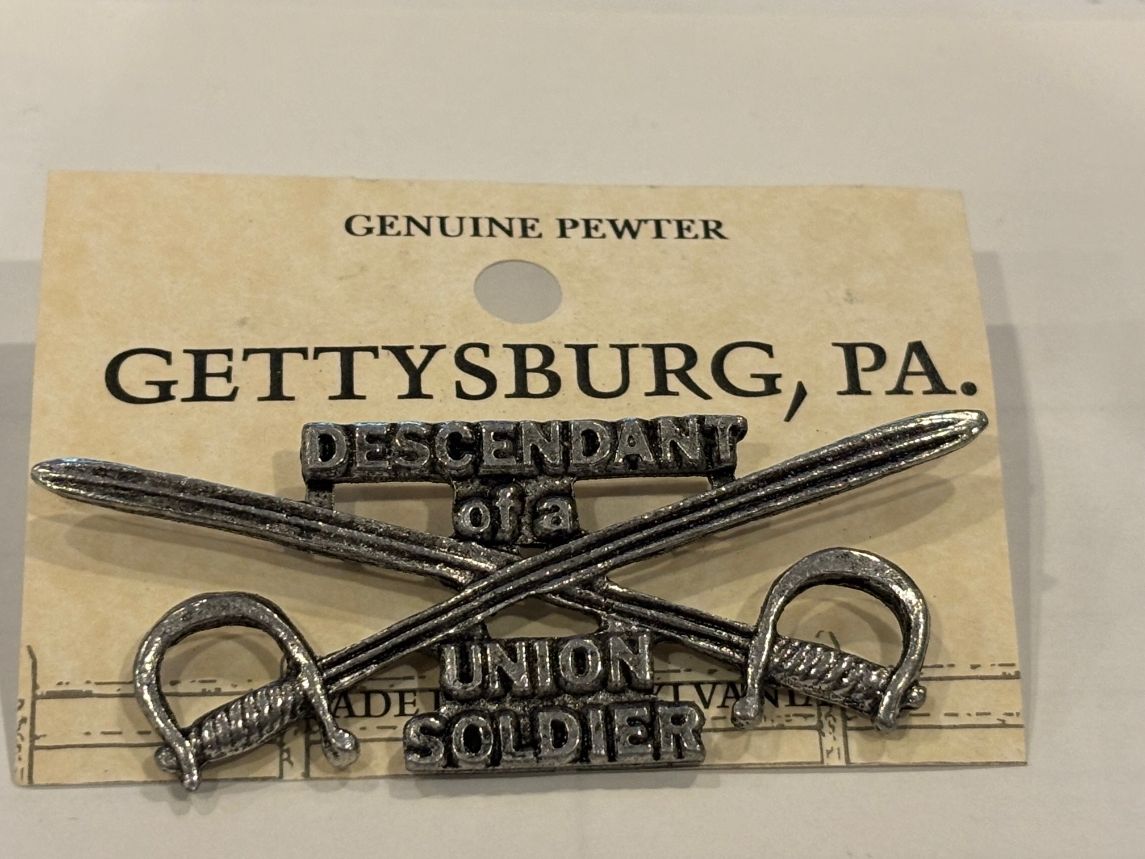 GENUINE PEWTER
GETTYSBURG, PA.
DESCENDANT
of a
UNION
SOLDIER